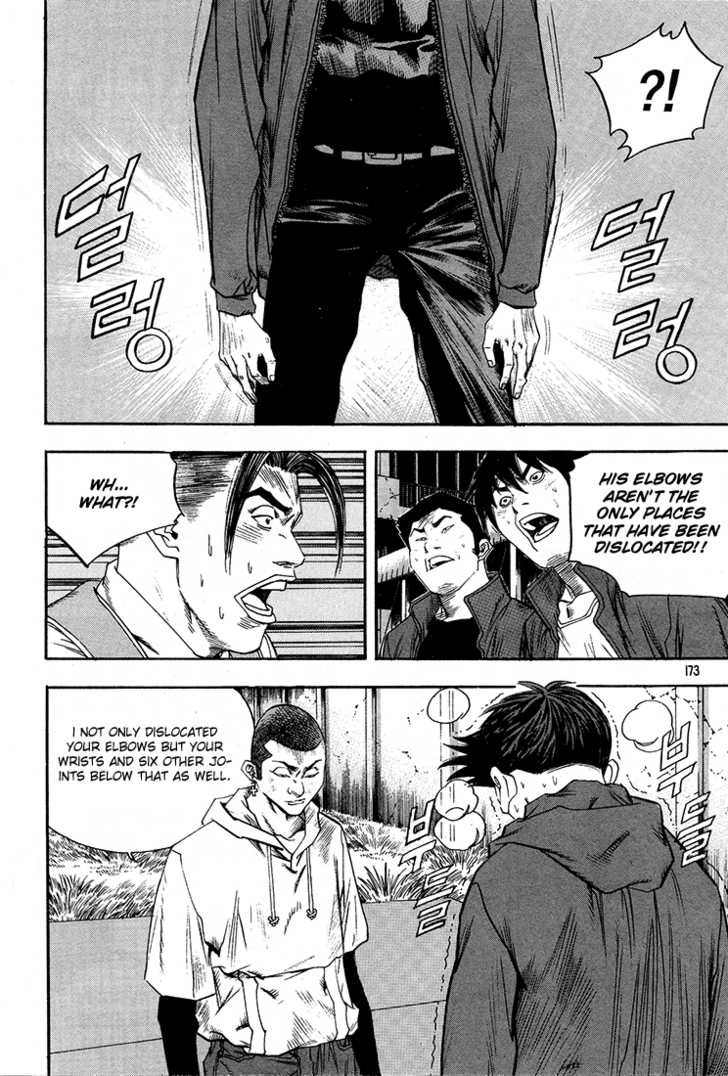 ?!
덜렁
덜렁
WH...
WHAT?!
HIS ELBOWS
AREN'T THE
ONLY PLACES
THAT HAVE BEEN
DISLOCATED!!
173
I NOT ONLY DISLOCATED
YOUR ELBOWS BUT YOUR
WRISTS AND SIX OTHER JO-
INTS BELOW THAT AS WELL.
부들
부들